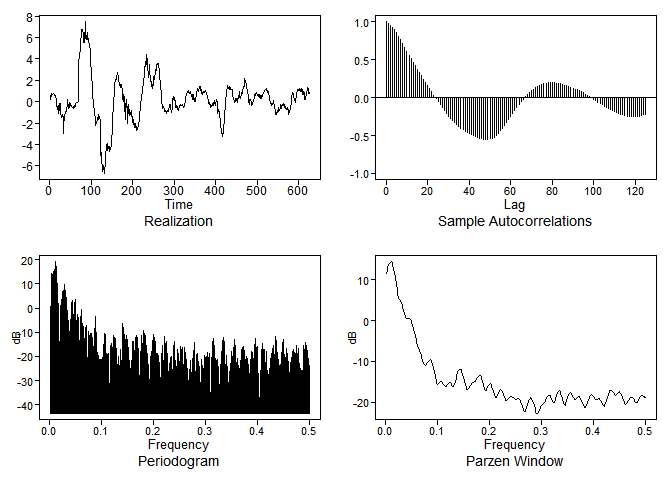 8
6
4
2
0
-2
-4
-6
0 100 200 300 400 500 600
Time
Realization
1.0
0.5
0.0
-0.5
-1.0
0 20 40 60 80 100 120
Lag
Sample Autocorrelations
20
10
0
-10
-20
-30
-40
dB
0.0 0.1 0.2 0.3 0.4 0.5
Frequency
Periodogram
10
0
-10
-20
dB
0.0 0.1 0.2 0.3 0.4 0.5
Frequency
Parzen Window